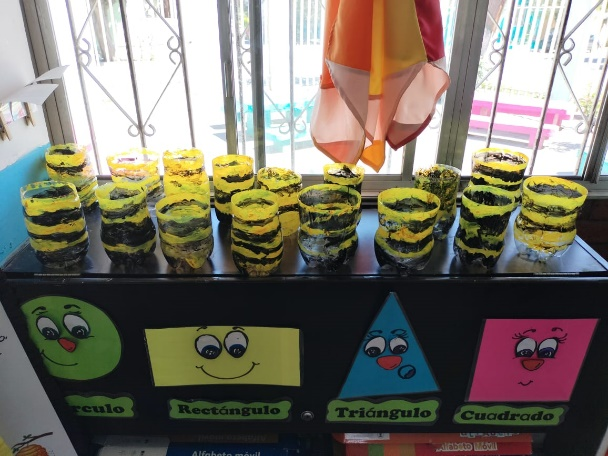 rculo
Rectángulo
Triángulo
Cuadrado
Alfabeto móvil